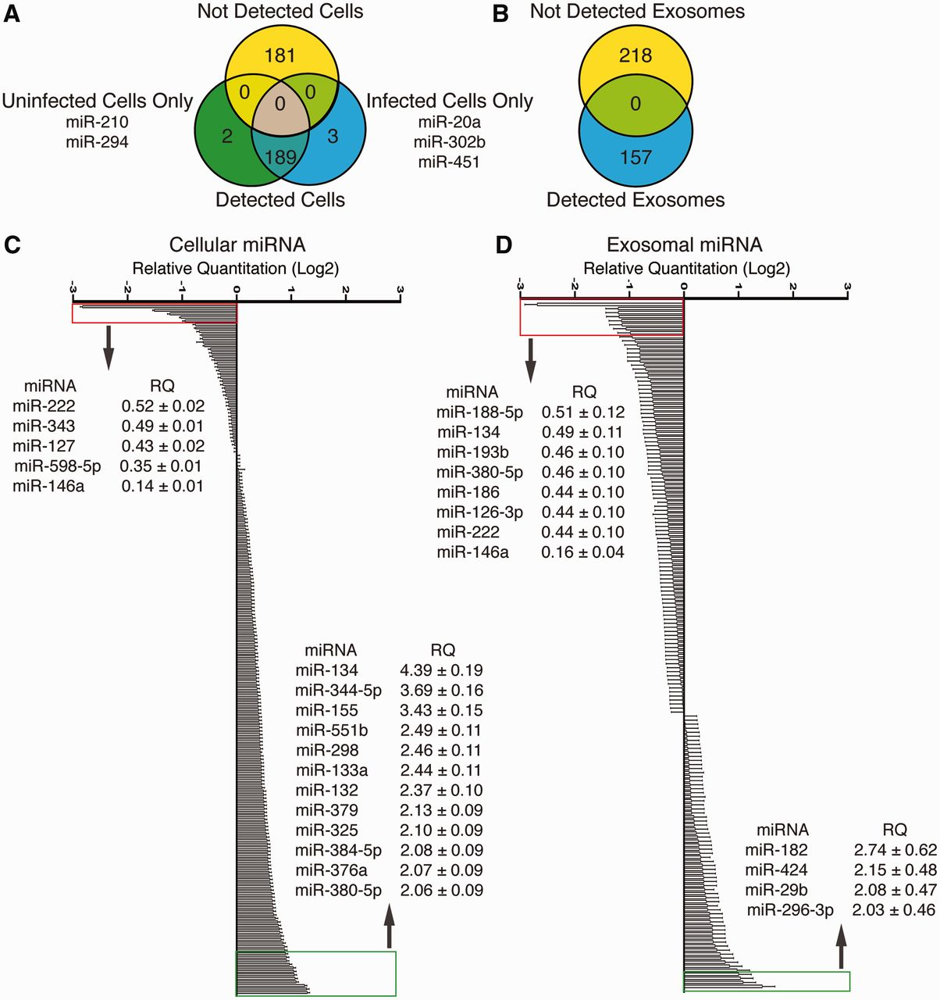 A
Not Detected Cells
181
Uninfected Cells Only
miR-210
miR-294
0
0
0
Infected Cells Only
miR-20a
miR-302b
miR-451
2
3
189
Detected Cells
B
Not Detected Exosomes
218
0
157
Detected Exosomes
C
Cellular miRNA
Relative Quantitation (Log2)
-3 -2 -1 0 1 2 3
miRNA RQ
miR-222 0.52 ± 0.02
miR-343 0.49 ± 0.01
miR-127 0.43 ± 0.02
miR-598-5p 0.35 ± 0.01
miR-146a 0.14 ± 0.01
miRNA RQ
miR-134 4.39 ± 0.19
miR-344-5p 3.69 ± 0.16
miR-155 3.43 ± 0.15
miR-551b 2.49 ± 0.11
miR-298 2.46 ± 0.11
miR-133a 2.44 ± 0.11
miR-132 2.37 ± 0.10
miR-379 2.13 ± 0.09
miR-325 2.10 ± 0.09
miR-384-5p 2.08 ± 0.09
miR-376a 2.07 ± 0.09
miR-380-5p 2.06 ± 0.09
D
Exosomal miRNA
Relative Quantitation (Log2)
-3 -2 -1 0 1 2 3
miRNA RQ
miR-188-5p 0.51 ± 0.12
miR-134 0.49 ± 0.11
miR-193b 0.46 ± 0.10
miR-380-5p 0.46 ± 0.10
miR-186 0.44 ± 0.10
miR-126-3p 0.44 ± 0.10
miR-222 0.44 ± 0.10
miR-146a 0.16 ± 0.04
miRNA RQ
miR-182 2.74 ± 0.62
miR-424 2.15 ± 0.48
miR-29b 2.08 ± 0.47
miR-296-3p 2.03 ± 0.46